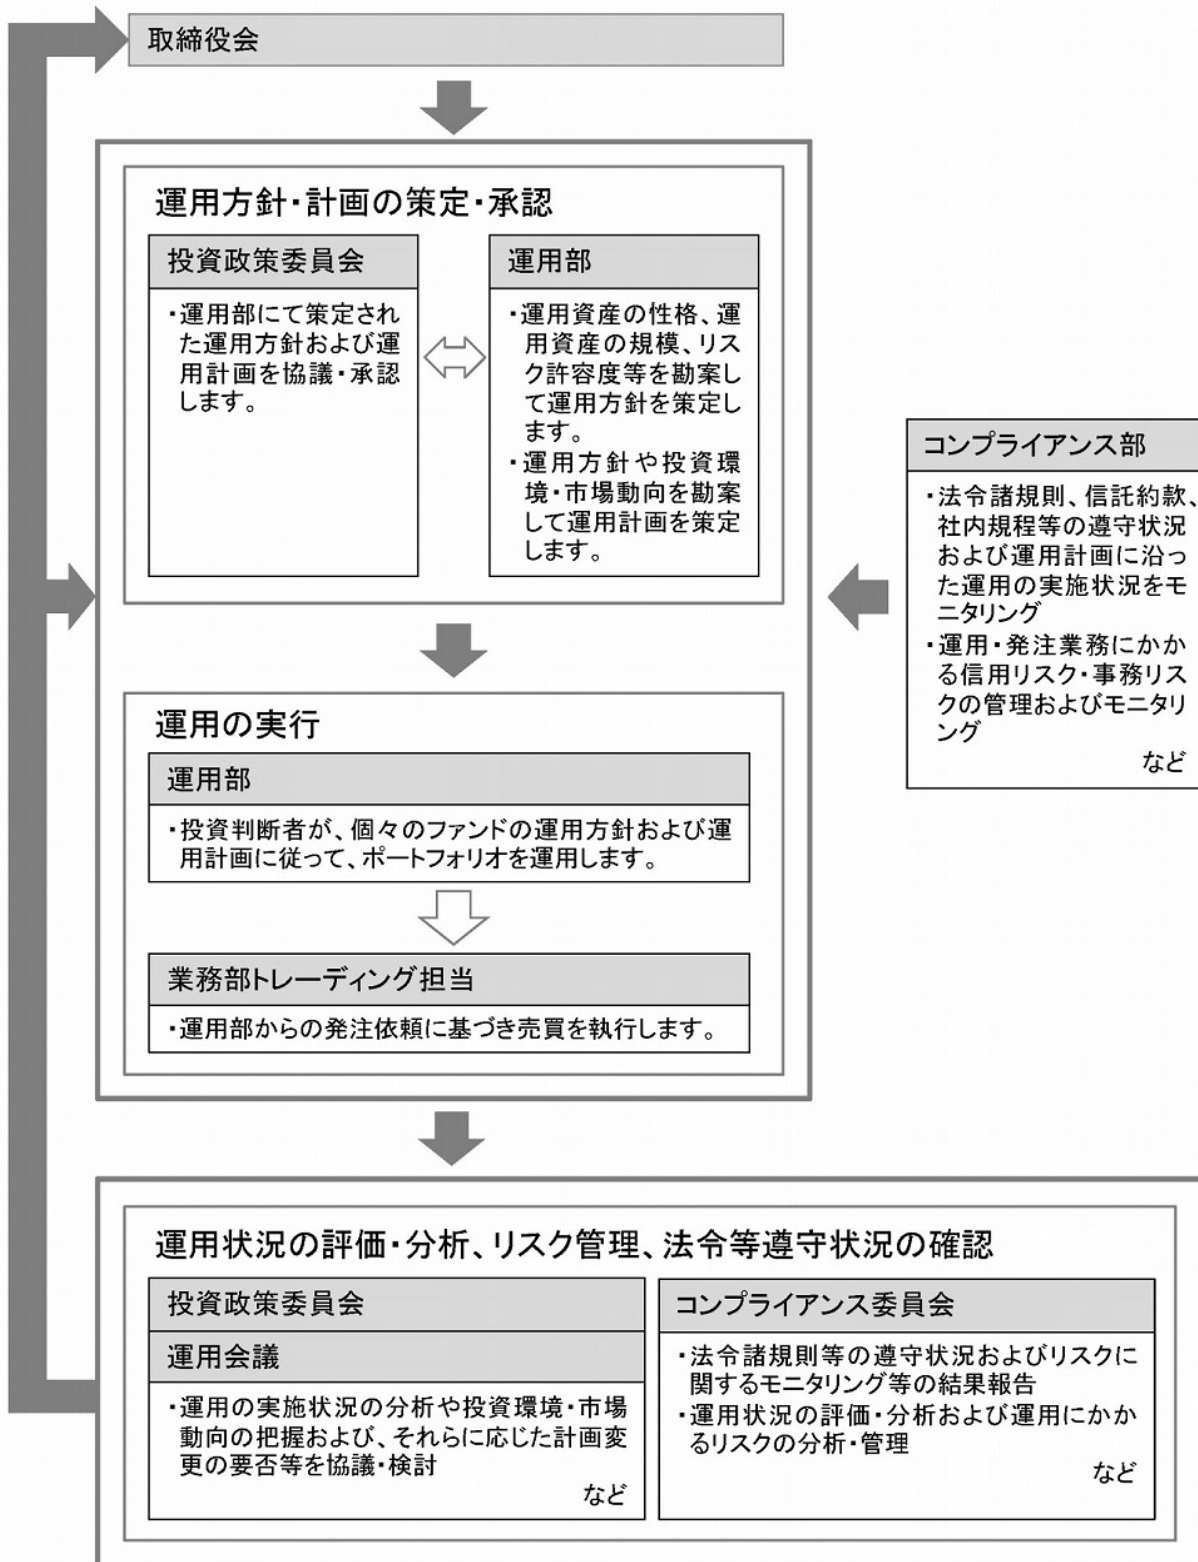 取締役会
運用方針・計画の策定・承認
投資政策委員会
・運用部にて策定され
た運用方針および運
用計画を協議・承認
します。
運用部
・運用資産の性格、運
用資産の規模、リス
ク許容度等を勘案し
て運用方針を策定し
ます。
・運用方針や投資環
境・市場動向を勘案
して運用計画を策定
します。
コンプライアンス部
・法令諸規則、信託約款、
社内規程等の遵守状況
および運用計画に沿っ
た運用の実施状況をモ
ニタリング
・運用・発注業務にかか
る信用リスク・事務リス
クの管理およびモニタリ
ング
など
運用の実行
運用部
・投資判断者が、個々のファンドの運用方針および運
用計画に従って、ポートフォリオを運用します。
業務部トレーディング担当
・運用部からの発注依頼に基づき売買を執行します。
運用状況の評価・分析、リスク管理、法令等遵守状況の確認
投資政策委員会
運用会議
・運用の実施状況の分析や投資環境・市場
動向の把握および、それらに応じた計画変
更の要否等を協議・検討
など
コンプライアンス委員会
・法令諸規則等の遵守状況およびリスクに
関するモニタリング等の結果報告
・運用状況の評価・分析および運用にかか
るリスクの分析・管理
など